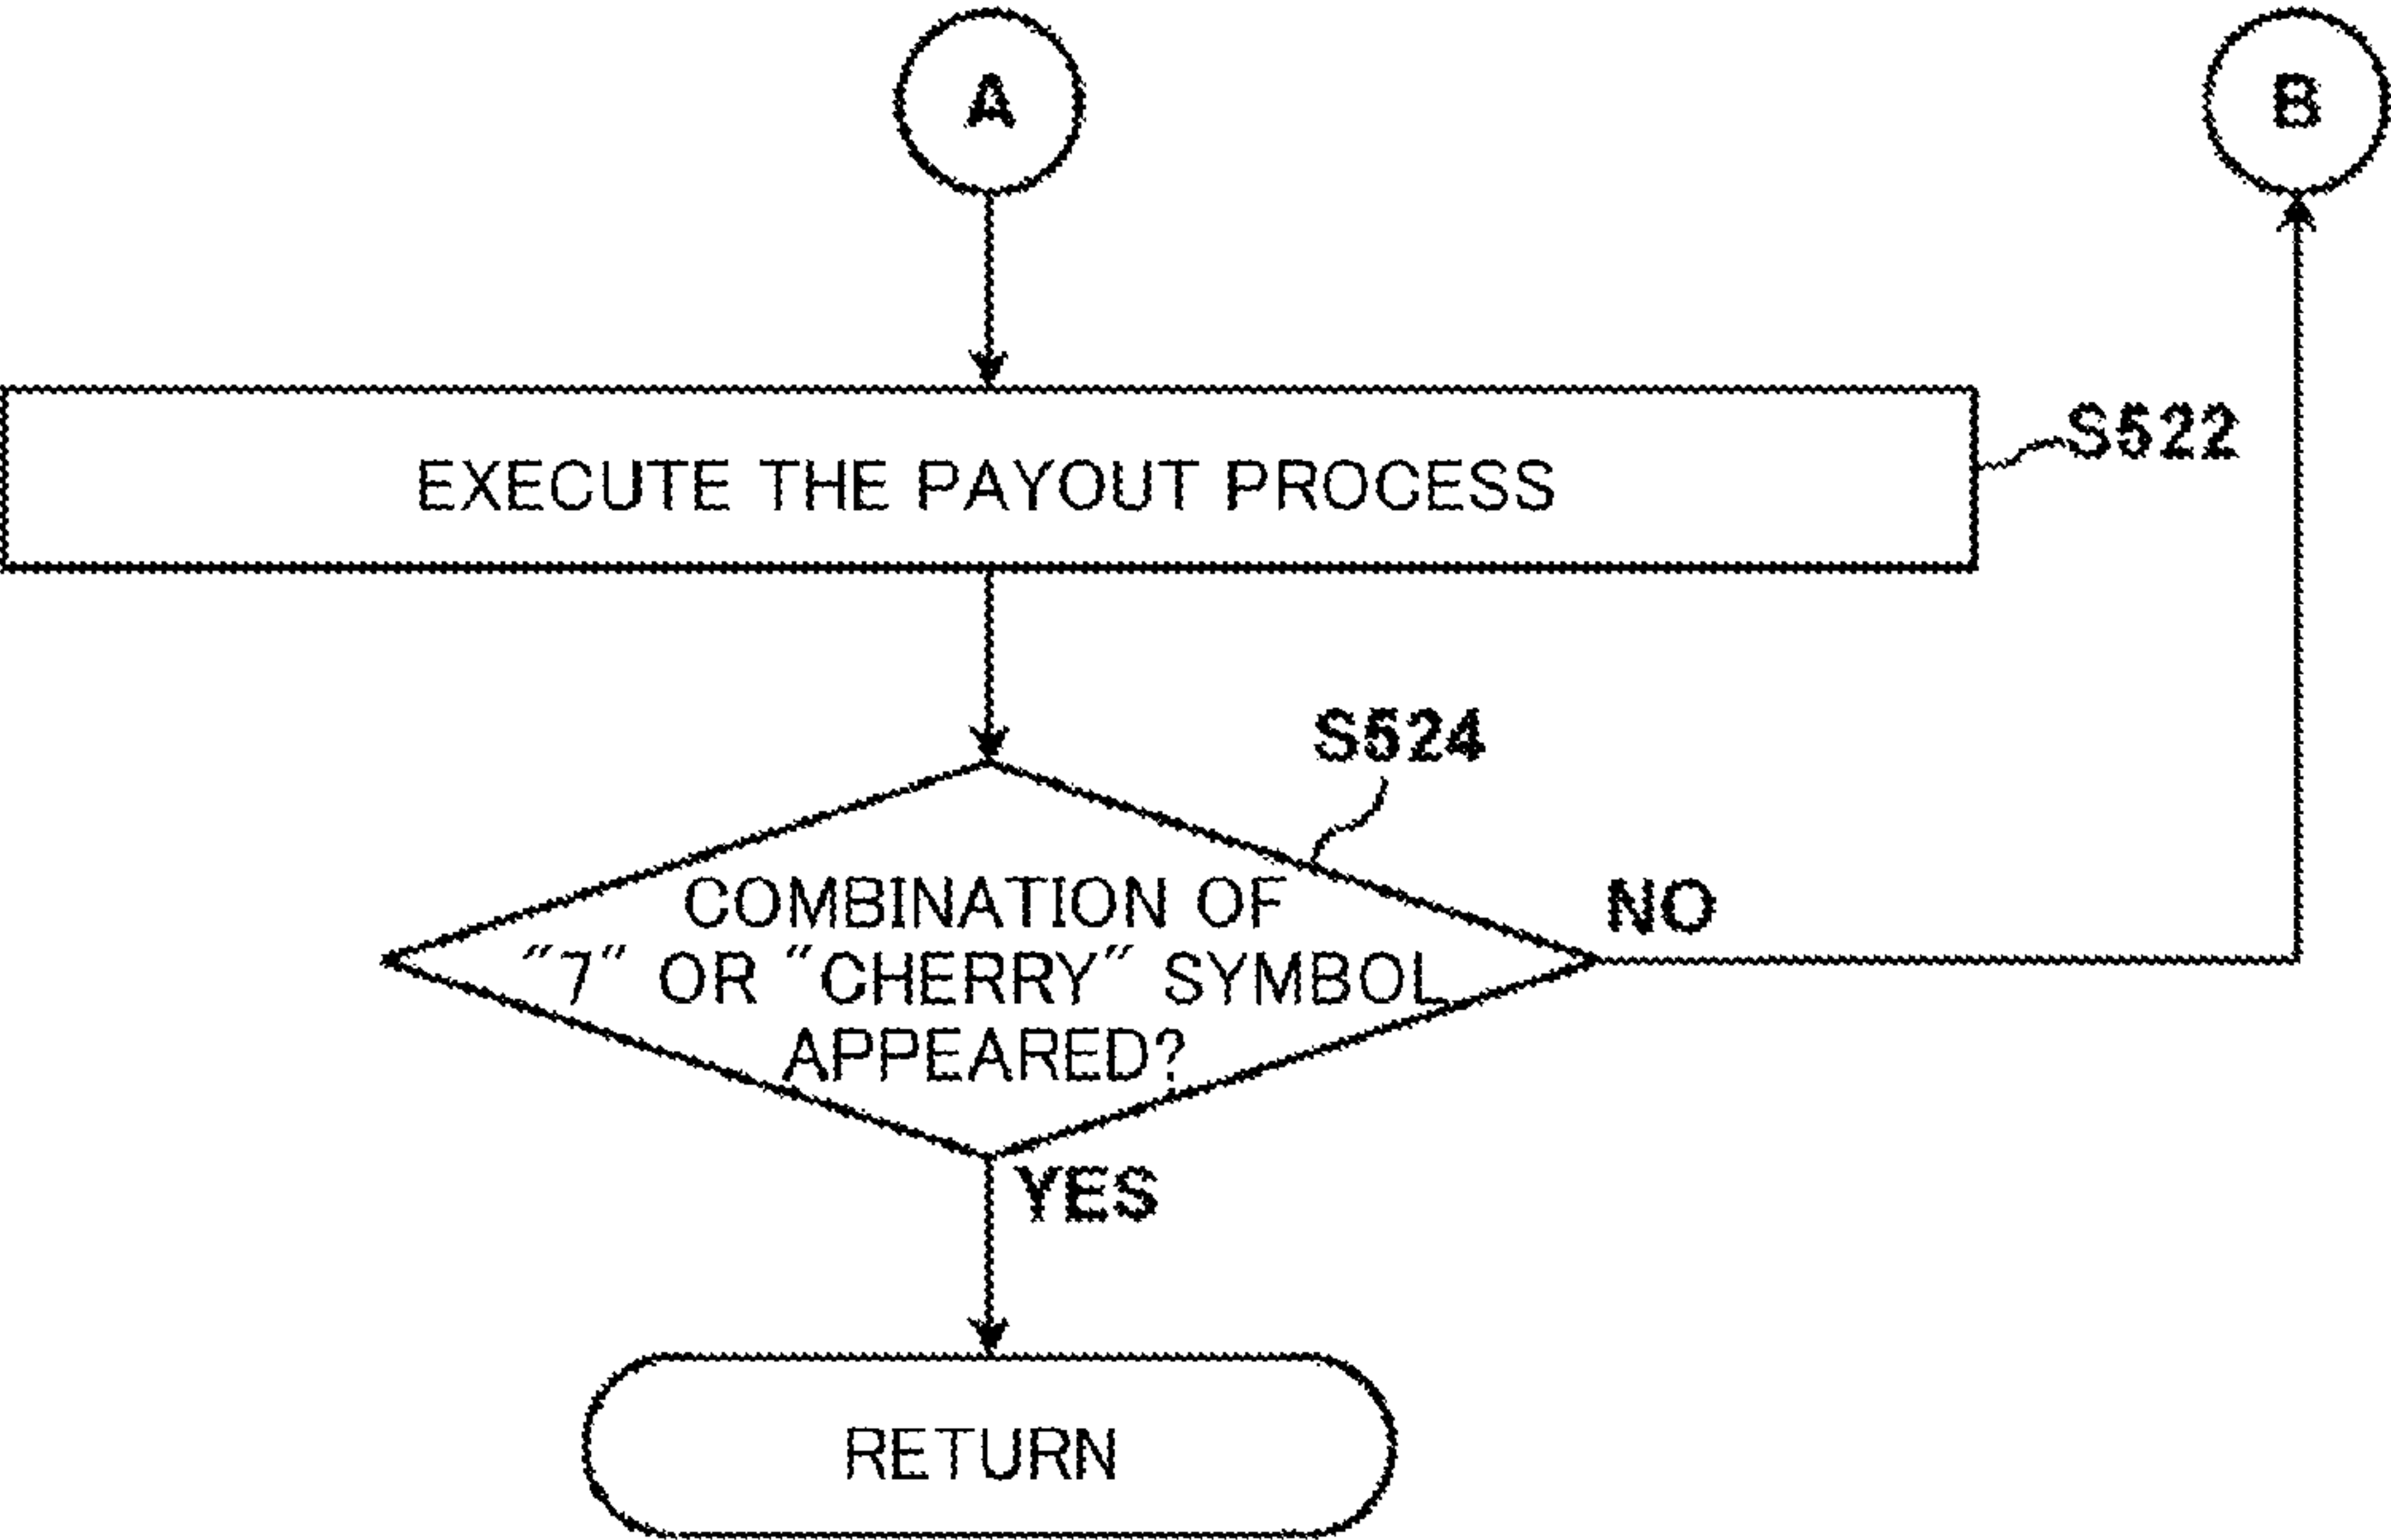 A
B
EXECUTE THE PAYOUT PROCESS
S522
S524
COMBINATION OF
"7" OR "CHERRY" SYMBOL
APPEARED?
NO
YES
RETURN